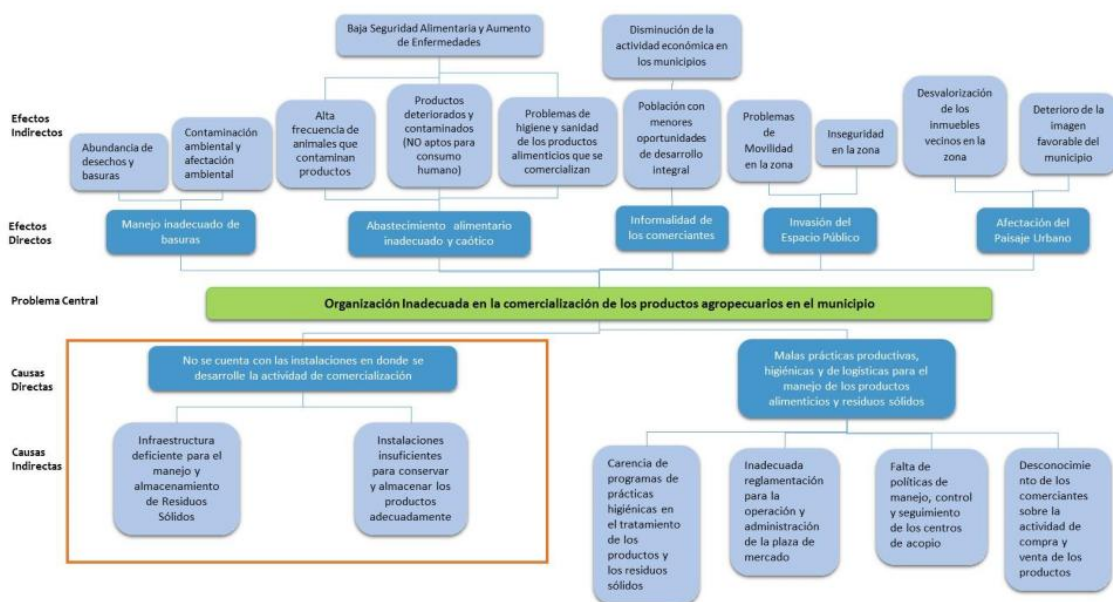 Baja Seguridad Alimentaria y Aumento
de Enfermedades
Disminución de la
actividad económica en
los municipios
Efectos
Indirectos
Abundancia de
desechos y
basuras
Contaminación
ambiental y
afectación
ambiental
Alta
frecuencia de
animales que
contaminan
productos
Productos
deteriorados y
contaminados
(NO aptos para
consumo
humano)
Problemas de
higiene y sanidad
de los productos
alimenticios que se
comercializan
Población con
menores
oportunidades
de desarrollo
integral
Problemas
de
Movilidad
en la zona
Inseguridad
en la zona
Desvalorización
de los
inmuebles
vecinos en la
zona
Deterioro de la
imagen
favorable del
municipio
Efectos
Directos
Manejo inadecuado de
basuras
Abastecimiento alimentario
inadecuado y caótico
Informalidad de
los comerciantes
Invasión del
Espacio Público
Afectación del
Paisaje Urbano
Problema Central
Organización Inadecuada en la comercialización de los productos agropecuarios en el municipio
Causas
Directas
No se cuenta con las instalaciones en donde se
desarrolle la actividad de comercialización
Malas prácticas productivas,
higiénicas y de logísticas para el
manejo de los productos
alimenticios y residuos sólidos
Causas
Indirectas
Infraestructura
deficiente para el
manejo y
almacenamiento
de Residuos
Sólidos
Instalaciones
insuficientes
para conservar
y almacenar los
productos
adecuadamente
Carencia de
programas de
prácticas
higiénicas en
el tratamiento
de los
productos y
los residuos
sólidos
Inadecuada
reglamentación
para la
operación y
administración
de la plaza de
mercado
Falta de
políticas de
manejo, control
y seguimiento
de los centros
de acopio
Desconocimie
nto de los
comerciantes
sobre la
actividad de
compra y
venta de los
productos